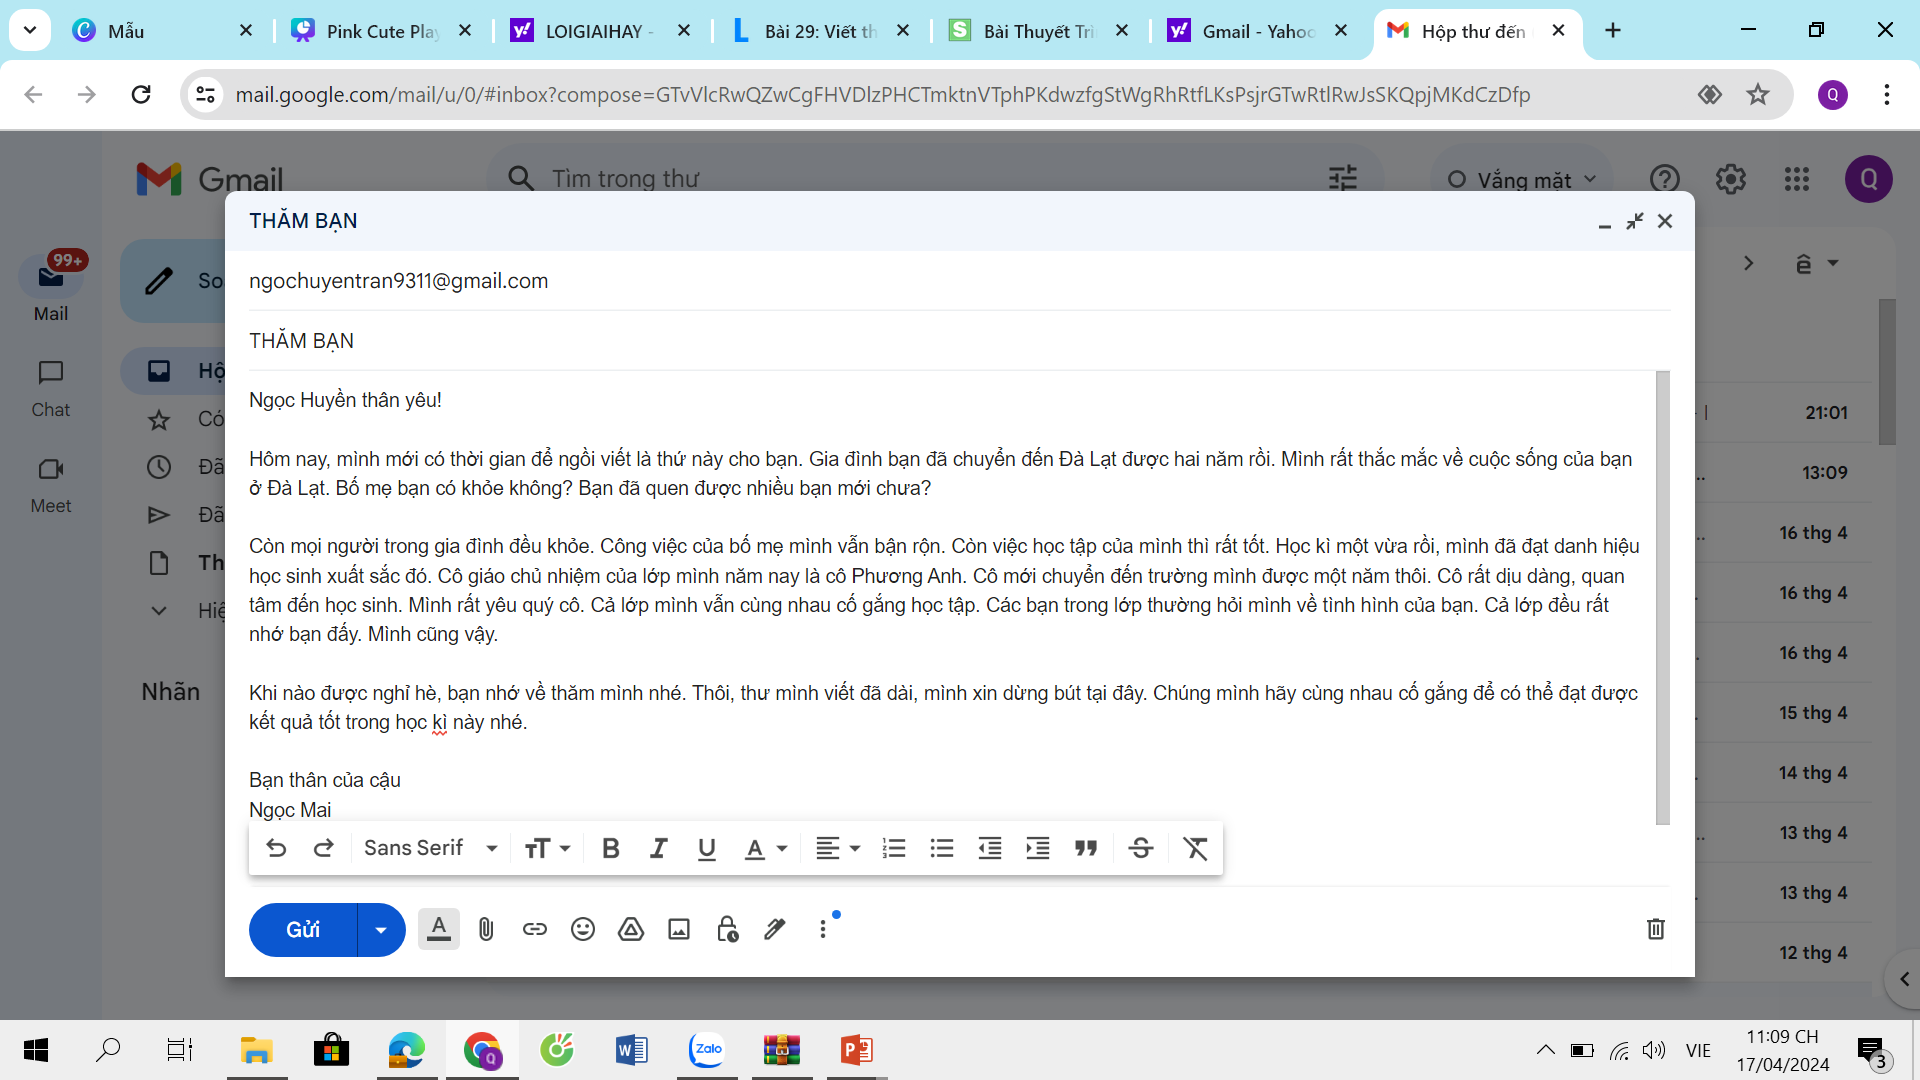 Mẫu
Pink Cute Play
LOIGIAIHAY -
Bài 29: Viết th
Bài Thuyết Trì
Gmail - Yahoo
Hộp thư đến
mail.google.com/mail/u/0/#inbox?compose=GTvVlcRwQZwCgFHVDlzPHCTmktnVTphPKdwzfgStWgRhRtfLKsPsjrGTwRtlRwJsSKQpjMKdCzDfp
Q
Gmail
Tìm trong thư
Vắng mặt
Q
99+
Mail
Chat
Meet
Nhãn
ê
THĂM BẠN
ngochuyentran9311@gmail.com
THĂM BẠN
Ngọc Huyền thân yêu!
Hôm nay, mình mới có thời gian để ngồi viết là thứ này cho bạn. Gia đình bạn đã chuyển đến Đà Lạt được hai năm rồi. Mình rất thắc mắc về cuộc sống của bạn
ở Đà Lạt. Bố mẹ bạn có khỏe không? Bạn đã quen được nhiều bạn mới chưa?
Còn mọi người trong gia đình đều khỏe. Công việc của bố mẹ mình vẫn bận rộn. Còn việc học tập của mình thì rất tốt. Học kì một vừa rồi, mình đã đạt danh hiệu
học sinh xuất sắc đó. Cô giáo chủ nhiệm của lớp mình năm nay là cô Phương Anh. Cô mới chuyển đến trường mình được một năm thôi. Cô rất dịu dàng, quan
tâm đến học sinh. Mình rất yêu quý cô. Cả lớp mình vẫn cùng nhau cố gắng học tập. Các bạn trong lớp thường hỏi mình về tình hình của bạn. Cả lớp đều rất
nhớ bạn đấy. Mình cũng vậy.
Khi nào được nghỉ hè, bạn nhớ về thăm mình nhé. Thôi, thư mình viết đã dài, mình xin dừng bút tại đây. Chúng mình hãy cùng nhau cố gắng để có thể đạt được
kết quả tốt trong học kì này nhé.
Bạn thân của cậu
Ngọc Mai
Sans Serif
Gửi
21:01
13:09
16 thg 4
16 thg 4
16 thg 4
15 thg 4
14 thg 4
13 thg 4
13 thg 4
12 thg 4
Zalo
VIE
11:09 CH
17/04/2024
3